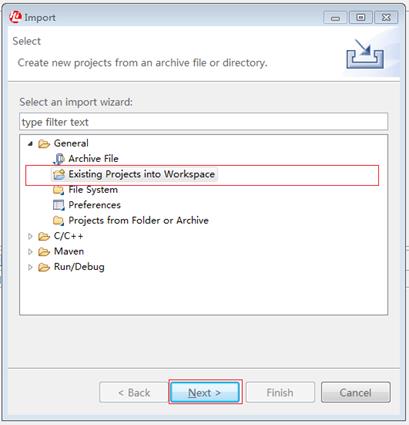 Import
Select
Create new projects from an archive file or directory.
Select an import wizard:
type filter text
General
Archive File
Existing Projects into Workspace
File System
Preferences
Projects from Folder or Archive
C/C++
Maven
Run/Debug
< Back
Next >
Finish
Cancel